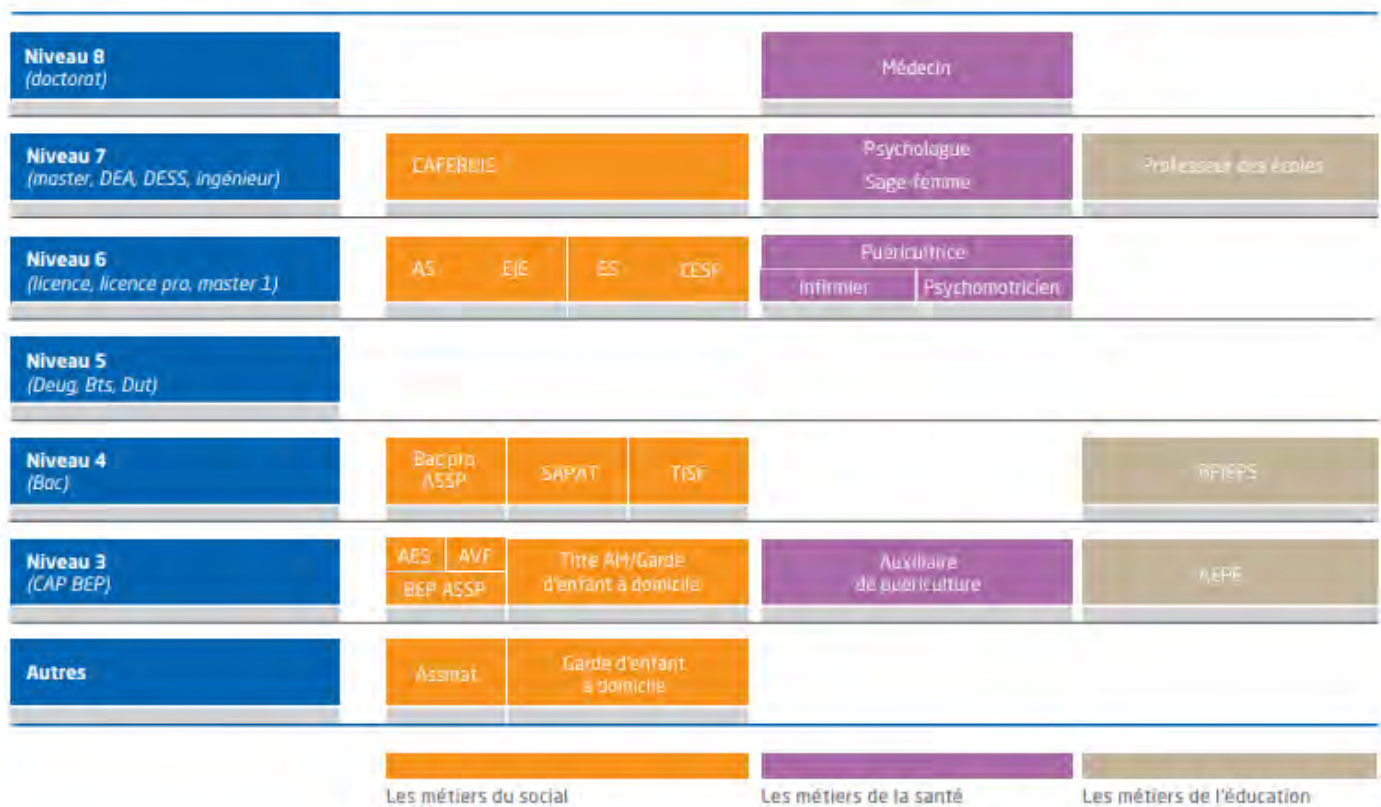 Niveau 8
(doctorat)
Médecin
Niveau 7
(master, DEA, DESS, ingénieur)
CAFERUIS
Psychologue
Sage-femme
Professeur des écoles
Niveau 6
(licence, licence pro, master 1)
AS EJE ES CESF
Puéricultrice
Infirmier Psychomotricien
Niveau 5
(Deug, Bts, Dut)
Niveau 4
(Bac)
Bac pro
ASSP
SAPAT
TISF
Niveau 3
(CAP BEP)
AES AVF
BEP ASSP
Titre AM/Garde
d'enfant à domicile
Auxiliaire
de puériculture
AEPE
Autres
Assmat
Garde d'enfant
à domicile
Les métiers du social
Les métiers de la santé
Les métiers de l'éducation